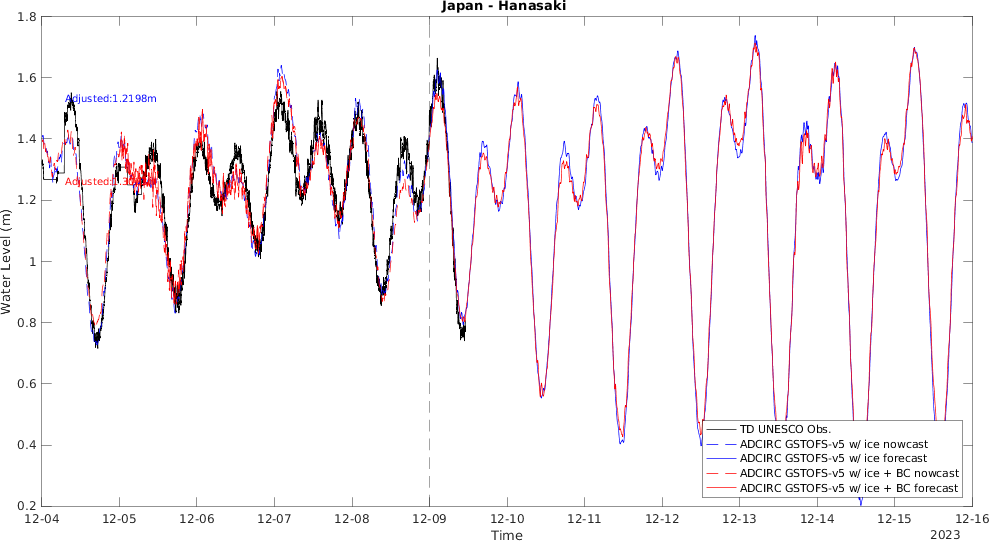 Japan - Hanasaki
1.8
1.6
1.4
1.2
1
0.8
0.6
0.4
0.2
Water Level (m)
Adjusted:1.2198m
TD UNESCO Obs.
ADCIRC GSTOFS-v5 w/ ice nowcast
ADCIRC GSTOFS-v5 w/ ice forecast
ADCIRC GSTOFS-v5 w/ ice + BC nowcast
ADCIRC GSTOFS-v5 w/ ice + BC forecast
12-04 12-05 12-06 12-07 12-08 12-09 12-10 12-11 12-12 12-13 12-14 12-15 12-16
Time
2023